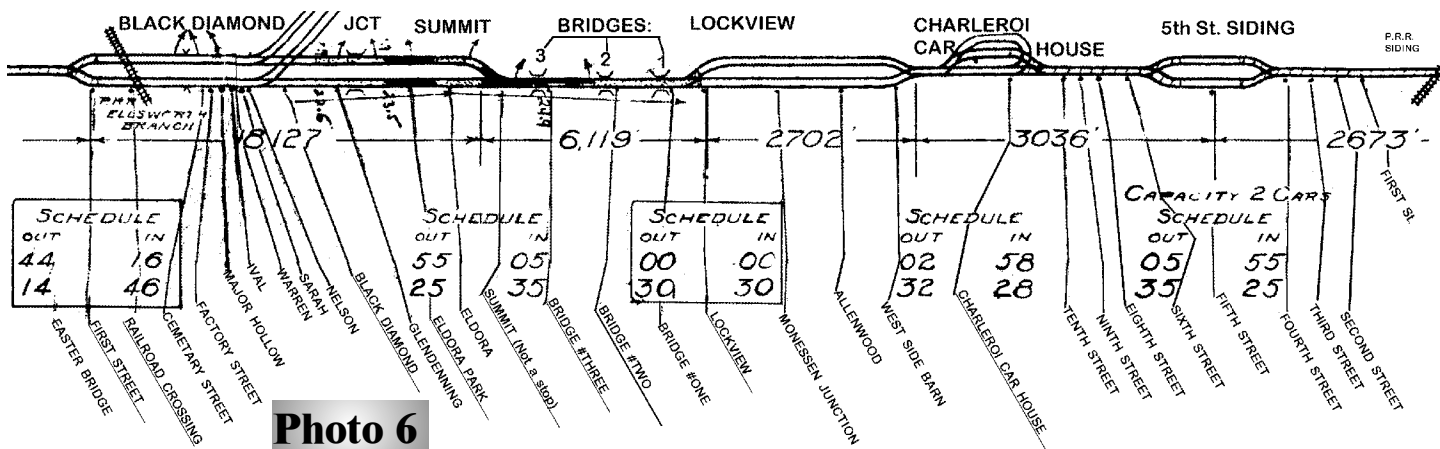 BLACK DIAMOND JCT SUMMIT BRIDGES: LOCKVIEW CHARLEROI CAR HOUSE 5th St. SIDING P.R.R. SIDING
3 2 1
PRR ELLSWORTH BRANCH
18,127 6,119' 2702' 3036' 2673'-
CAPACITY 2 CARS
SCHEDULE
OUT IN
44 16
14 46
SCHEDULE
OUT IN
55 05
25 35
SCHEDULE
OUT IN
00 00
30 30
SCHEDULE
OUT IN
02 58
32 28
SCHEDULE
OUT IN
05 55
35 25
EASTER BRIDGE
FIRST STREET
RAILROAD CROSSING
CEMETARY STREET
FACTORY STREET
MAJOR HOLLOW
IVAL
WARREN
SARAH
NELSON
BLACK DIAMOND
GLENDENNING
ELDORA PARK
ELDORA
SUMMIT (Not a stop)
BRIDGE #THREE
BRIDGE #TWO
BRIDGE #ONE
LOCKVIEW
MONESSEN JUNCTION
ALLENWOOD
WEST SIDE BARN
CHARLEROI CAR HOUSE
TENTH STREET
NINTH STREET
EIGHTH STREET
SIXTH STREET
FIFTH STREET
FOURTH STREET
THIRD STREET
SECOND STREET
FIRST St.
Photo 6